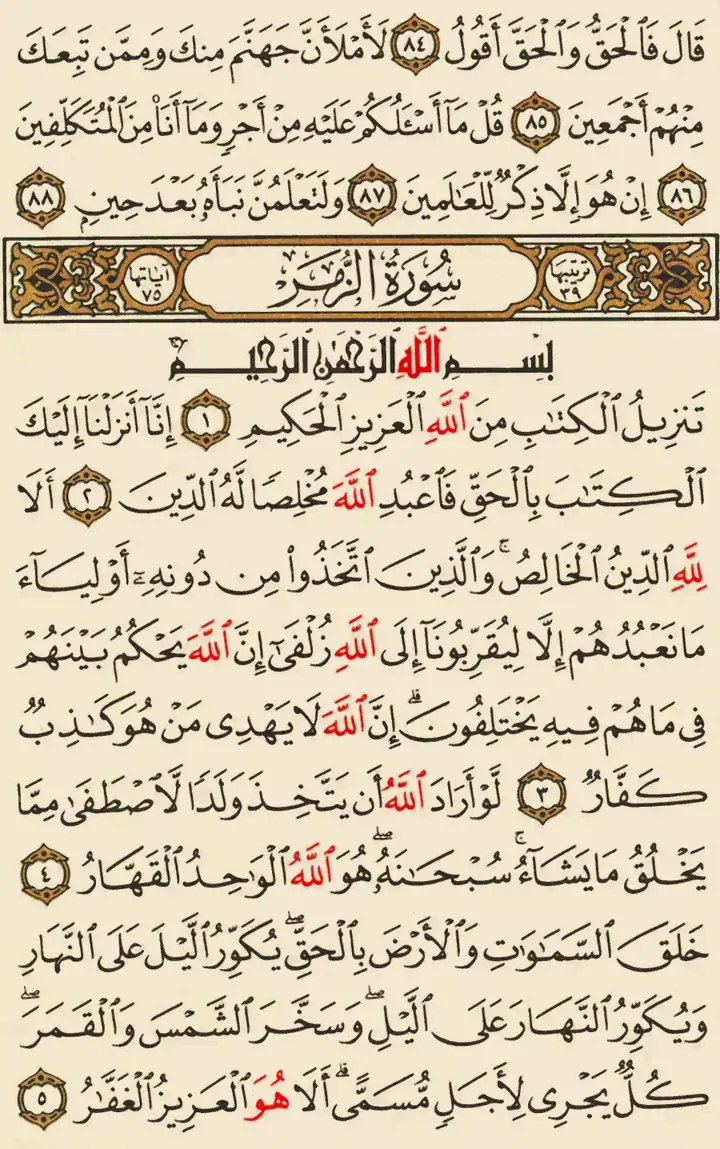 قَالَ فَٱلْحَقُّ وَٱلْحَقَّ أَقُولُ ٨٤ لَأَمْلَأَنَّ جَهَنَّمَ مِنكَ وَمِمَّن تَبِعَكَ
مِنْهُمْ أَجْمَعِينَ ٨٥ قُلْ مَآ أَسْـَٔلُكُمْ عَلَيْهِ مِنْ أَجْرٍ وَمَآ أَنَا۠ مِنَ ٱلْمُتَكَلِّفِينَ
٨٦ إِنْ هُوَ إِلَّا ذِكْرٌ لِّلْعَٰلَمِينَ ٨٧ وَلَتَعْلَمُنَّ نَبَأَهُۥ بَعْدَ حِينٍۭ ٨٨
ترتيبها ٣٩ سُورَةُ الزُّمَرِ آياتها ٧٥
بِسْمِ ٱللَّهِ ٱلرَّحْمَٰنِ ٱلرَّحِيمِ
تَنزِيلُ ٱلْكِتَٰبِ مِنَ ٱللَّهِ ٱلْعَزِيزِ ٱلْحَكِيمِ ١ إِنَّآ أَنزَلْنَآ إِلَيْكَ
ٱلْكِتَٰبَ بِٱلْحَقِّ فَٱعْبُدِ ٱللَّهَ مُخْلِصًا لَّهُ ٱلدِّينَ ٢ أَلَا
لِلَّهِ ٱلدِّينُ ٱلْخَالِصُ ۚ وَٱلَّذِينَ ٱتَّخَذُوا۟ مِن دُونِهِۦٓ أَوْلِيَآءَ
مَا نَعْبُدُهُمْ إِلَّا لِيُقَرِّبُونَآ إِلَى ٱللَّهِ زُلْفَىٰٓ إِنَّ ٱللَّهَ يَحْكُمُ بَيْنَهُمْ
فِى مَا هُمْ فِيهِ يَخْتَلِفُونَ ۗ إِنَّ ٱللَّهَ لَا يَهْدِى مَنْ هُوَ كَٰذِبٌ
كَفَّارٌ ٣ لَّوْ أَرَادَ ٱللَّهُ أَن يَتَّخِذَ وَلَدًا لَّٱصْطَفَىٰ مِمَّا
يَخْلُقُ مَا يَشَآءُ ۚ سُبْحَٰنَهُۥ ۖ هُوَ ٱللَّهُ ٱلْوَٰحِدُ ٱلْقَهَّارُ ٤
خَلَقَ ٱلسَّمَٰوَٰتِ وَٱلْأَرْضَ بِٱلْحَقِّ ۖ يُكَوِّرُ ٱلَّيْلَ عَلَى ٱلنَّهَارِ
وَيُكَوِّرُ ٱلنَّهَارَ عَلَى ٱلَّيْلِ ۖ وَسَخَّرَ ٱلشَّمْسَ وَٱلْقَمَرَ ۖ
كُلٌّ يَجْرِى لِأَجَلٍ مُّسَمًّى ۗ أَلَا هُوَ ٱلْعَزِيزُ ٱلْغَفَّٰرُ ٥